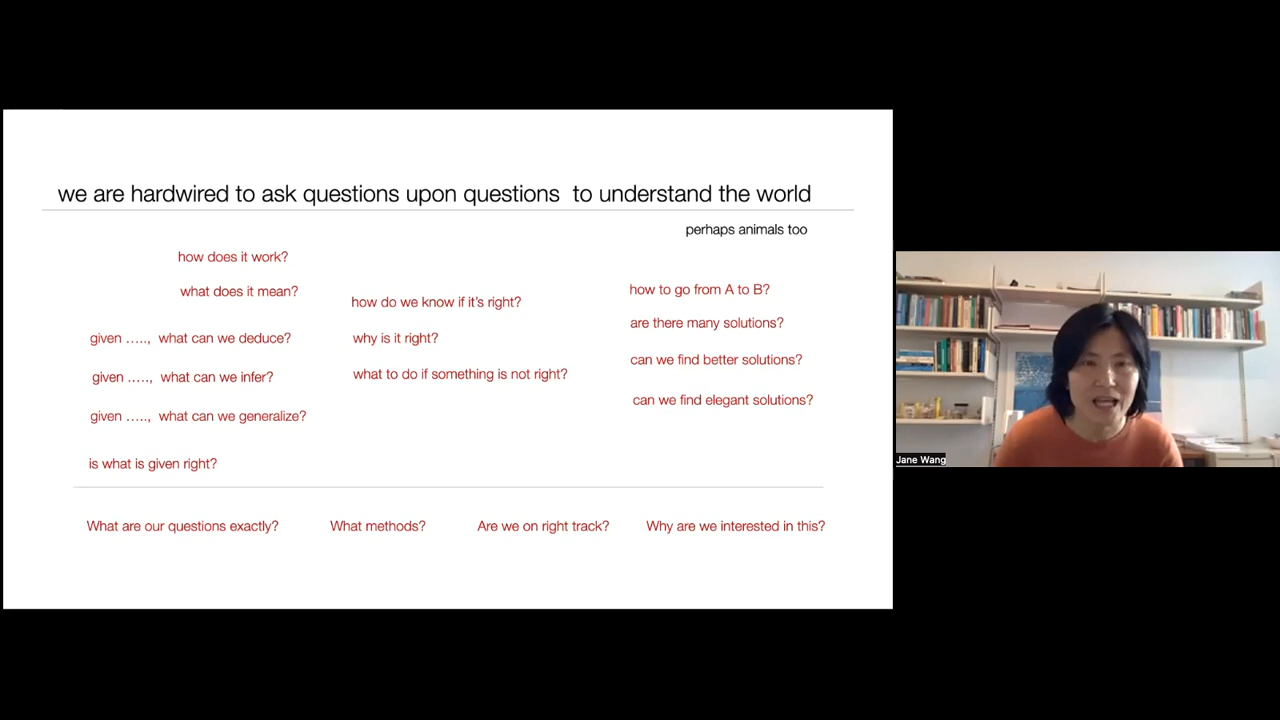 we are hardwired to ask questions upon questions to understand the world
perhaps animals too
how does it work?
what does it mean?
given ....., what can we deduce?
given ....., what can we infer?
given ....., what can we generalize?
is what is given right?
how do we know if it's right?
why is it right?
what to do if something is not right?
how to go from A to B?
are there many solutions?
can we find better solutions?
can we find elegant solutions?
What are our questions exactly?
What methods?
Are we on right track?
Why are we interested in this?
Jane Wang